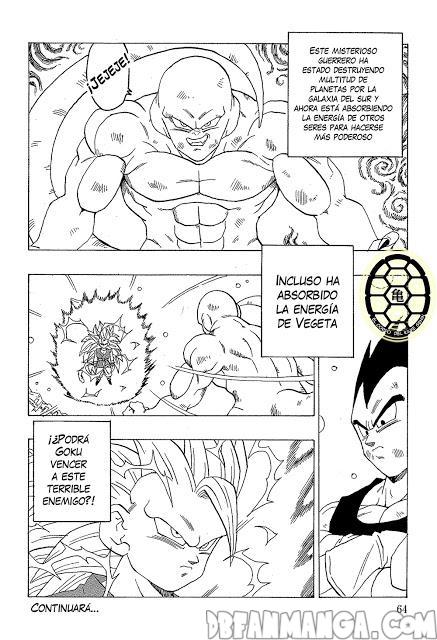 ¡Jejeje!
Este misterioso
guerrero ha
estado destruyendo
multitud de
planetas por la
galaxia del sur y
ahora está absorbiendo
la energía de otros
seres para hacerse
más poderoso
Incluso ha
absorbido
la energía
de Vegeta
亀
¡¿Podrá
Goku
vencer
a este
terrible
enemigo?!
Continuará...
64
DBFANMANGA.COM